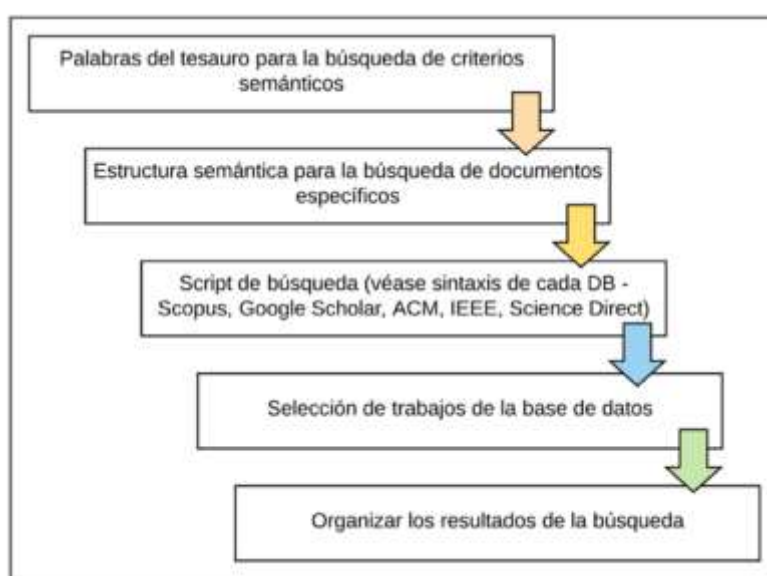 Palabras del tesauro para la búsqueda de criterios
semánticos
Estructura semántica para la búsqueda de documentos
específicos
Script de búsqueda (véase sintaxis de cada DB -
Scopus, Google Scholar, ACM, IEEE, Science Direct)
Selección de trabajos de la base de datos
Organizar los resultados de la búsqueda